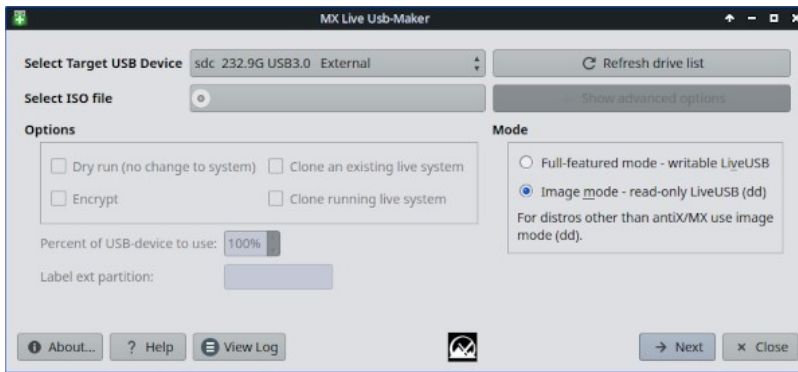 MX Live Usb-Maker
Select Target USB Device sdc 232.9G USB3.0 External Refresh drive list
Select ISO file Show advanced options
Options Mode
Dry run (no change to system) Clone an existing live system Full-featured mode - writable LiveUSB
Encrypt Clone running live system Image mode - read-only LiveUSB (dd)
For distros other than antiX/MX use image
mode (dd).
Percent of USB-device to use: 100%
Label ext partition:
About... ? Help View Log Next Close